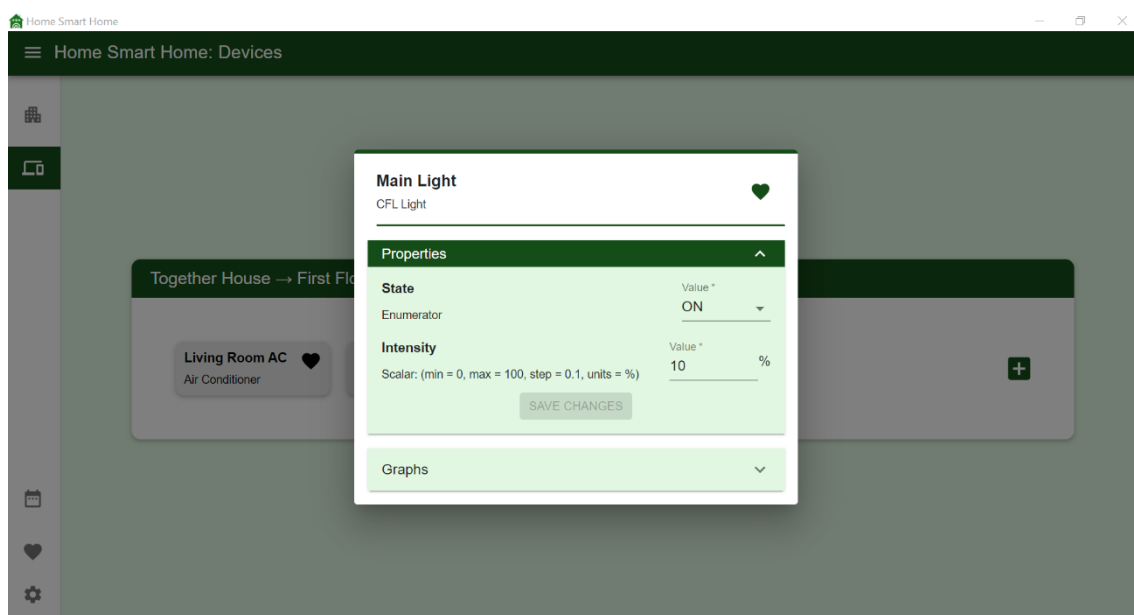 Home Smart Home
Home Smart Home: Devices
Main Light
CFL Light
Properties
State
Enumerator
Value *
ON
Intensity
Scalar: (min = 0, max = 100, step = 0.1, units = %)
Value *
10
%
SAVE CHANGES
Graphs
Together House → First
Living Room AC
Air Conditioner